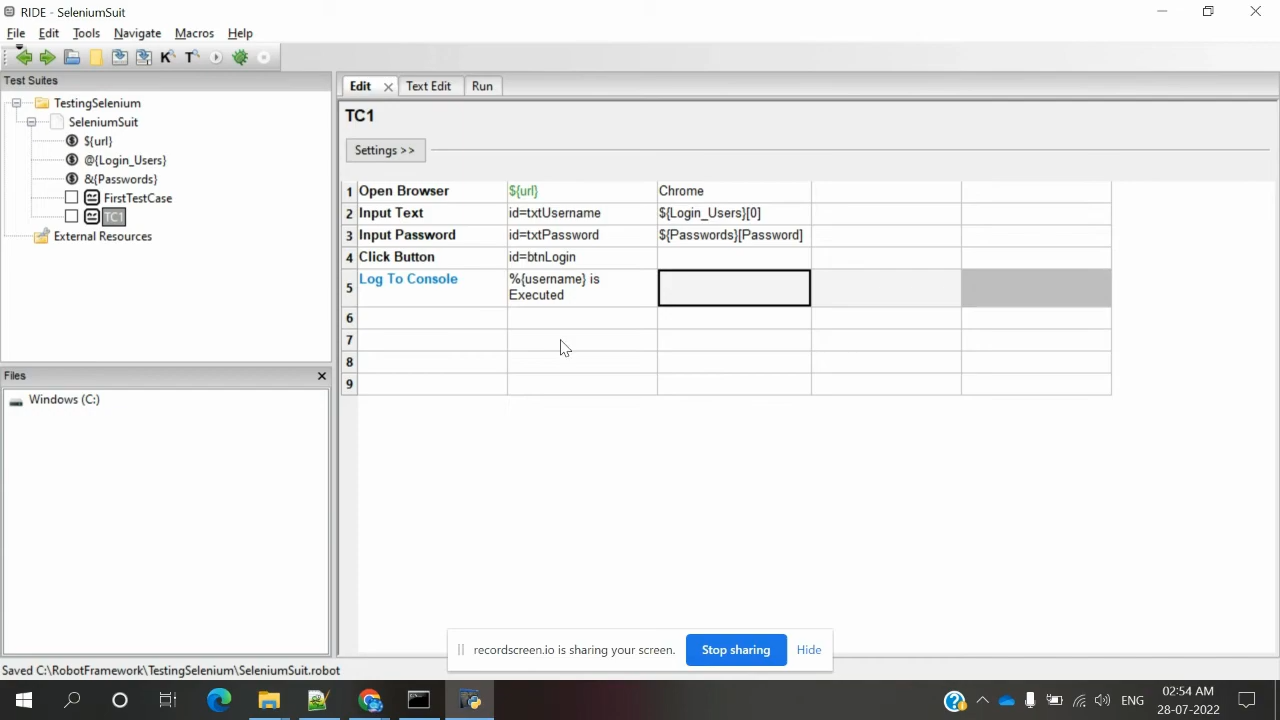 RIDE - SeleniumSuit
File Edit Tools Navigate Macros Help
K T
Test Suites
TestingSelenium
SeleniumSuit
${url}
@{Login_Users}
&{Passwords}
FirstTestCase
TC1
External Resources
Files
Windows (C:)
Edit Text Edit Run
TC1
Settings >>
1 Open Browser ${url} Chrome
2 Input Text id=txtUsername ${Login_Users}[0]
3 Input Password id=txtPassword ${Passwords}[Password]
4 Click Button id=btnLogin
5 Log To Console %{username} is
Executed
6
7
8
9
recordscreen.io is sharing your screen. Stop sharing Hide
Saved C:\RobotFramework\TestingSelenium\SeleniumSuit.robot
ENG
02:54 AM
28-07-2022